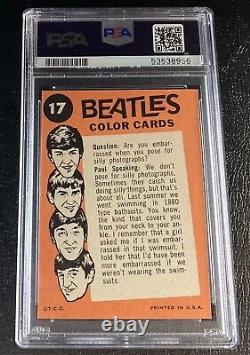 PSA
PSA
53538956
17
BEATLES
COLOR CARDS
Question: Are you embar-
rassed when you pose for
silly photographs?
Paul Speaking: We don't
pose for silly photographs.
Sometimes they catch us
doing silly things, but that's
all about. Last summer we
went swimming in 1880
type bathsuits. You know,
the kind that covers you
from your neck to your an-
kle. I remember that a girl
asked me if I was embar-
rassed in that swimsuit. I
told her that I'd have been
more embarrassed if we
weren't wearing the swim-
suits.
©T.C.C.
PRINTED IN U.S.A.